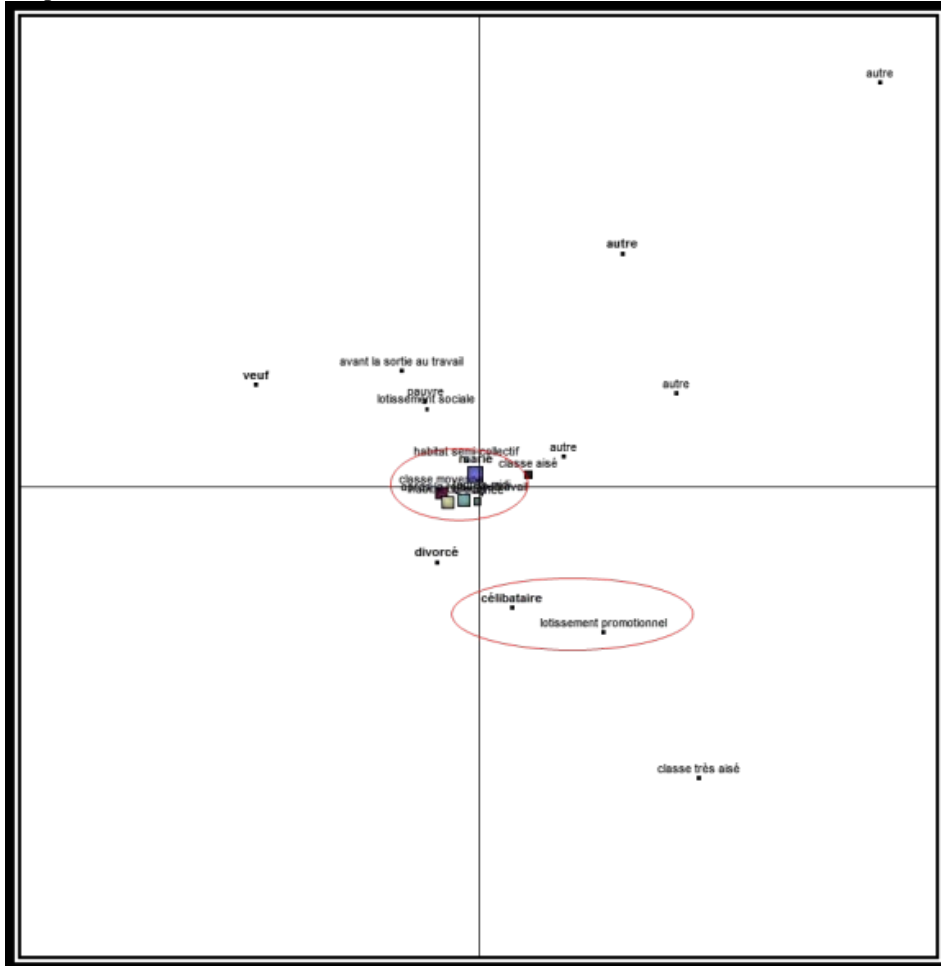 autre
autre
avant la sortie au travail
veuf
autre
pauvre
lotissement sociale
autre
habitat semi collectif
marié
classe aisé
classe moyen
divorcé
célibataire
lotissement promotionnel
classe très aisé